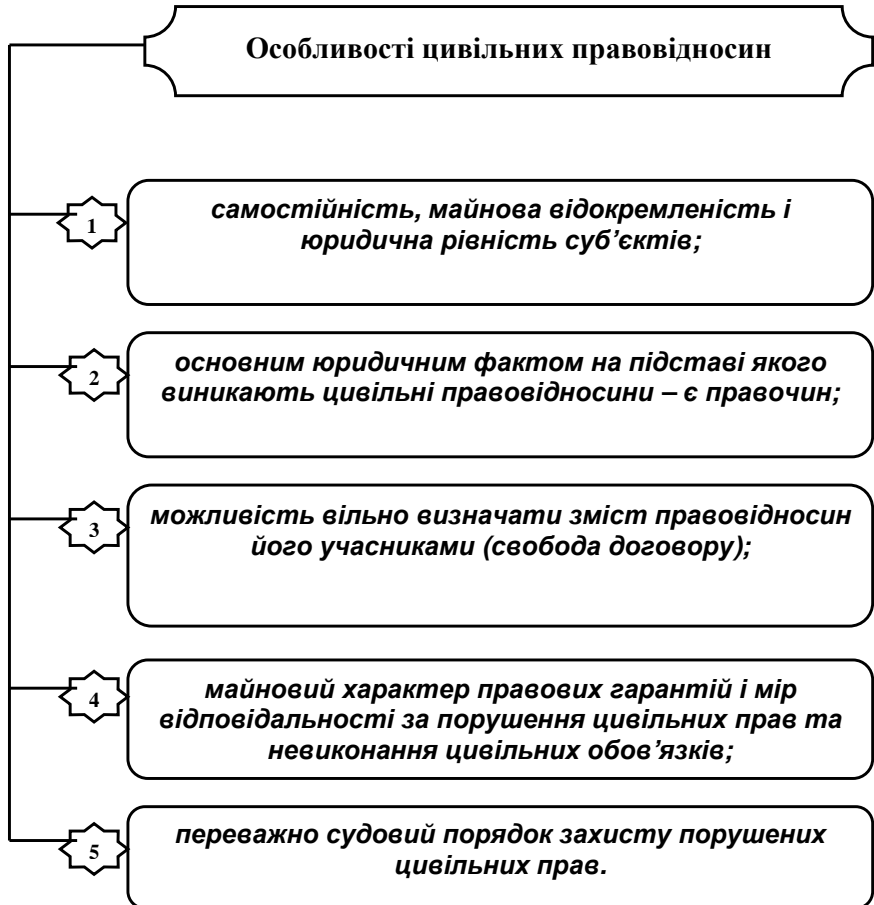 Особливості цивільних правовідносин
1
самостійність, майнова відокремленість і
юридична рівність суб’єктів;
2
основним юридичним фактом на підставі якого
виникають цивільні правовідносини – є правочин;
3
можливість вільно визначати зміст правовідносин
його учасниками (свобода договору);
4
майновий характер правових гарантій і мір
відповідальності за порушення цивільних прав та
невиконання цивільних обов’язків;
5
переважно судовий порядок захисту порушених
цивільних прав.